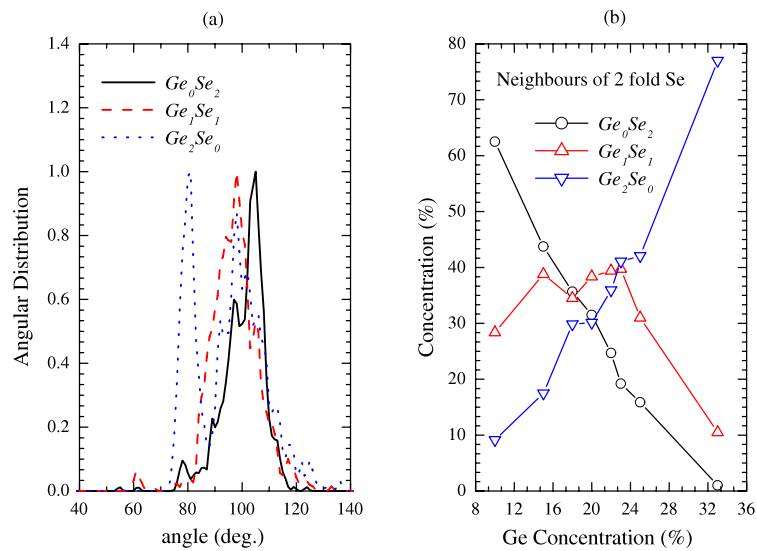 (a)
1.4
1.2
1.0
0.8
0.6
0.4
0.2
0.0
Angular Distribution
Ge0Se2
Ge1Se1
Ge2Se0
40 60 80 100 120 140
angle (deg.)
(b)
80
70
60
50
40
30
20
10
0
Concentration (%)
Neighbours of 2 fold Se
Ge0Se2
Ge1Se1
Ge2Se0
8 12 16 20 24 28 32 36
Ge Concentration (%)